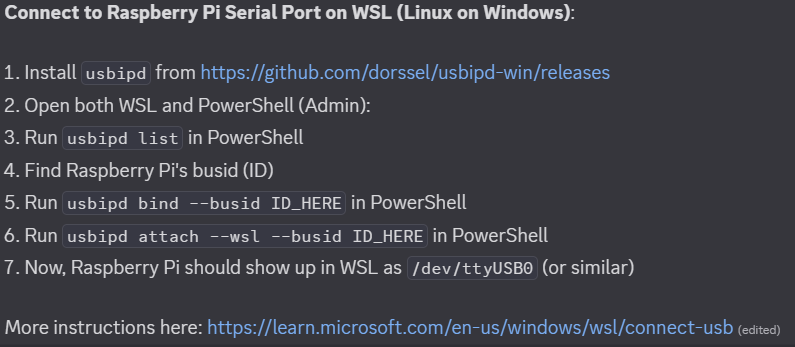 Connect to Raspberry Pi Serial Port on WSL (Linux on Windows):
1. Install usbipd from https://github.com/dorssel/usbipd-win/releases
2. Open both WSL and PowerShell (Admin):
3. Run usbipd list in PowerShell
4. Find Raspberry Pi's busid (ID)
5. Run usbipd bind --busid ID_HERE in PowerShell
6. Run usbipd attach --wsl --busid ID_HERE in PowerShell
7. Now, Raspberry Pi should show up in WSL as /dev/ttyUSB0 (or similar)
More instructions here: https://learn.microsoft.com/en-us/windows/wsl/connect-usb (edited)